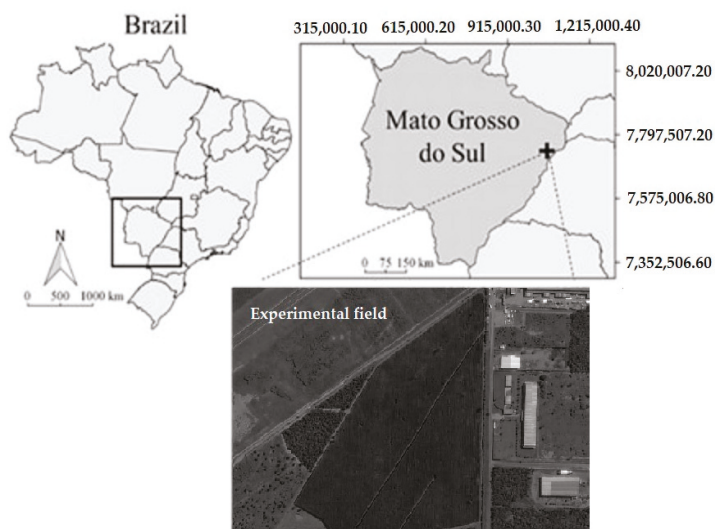 Brazil
315,000.10 615,000.20 915,000.30 1,215,000.40
8,020,007.20
Mato Grosso
do Sul
7,797,507.20
7,575,006.80
7,352,506.60
N
0 500 1000 km
0 75 150 km
Experimental field